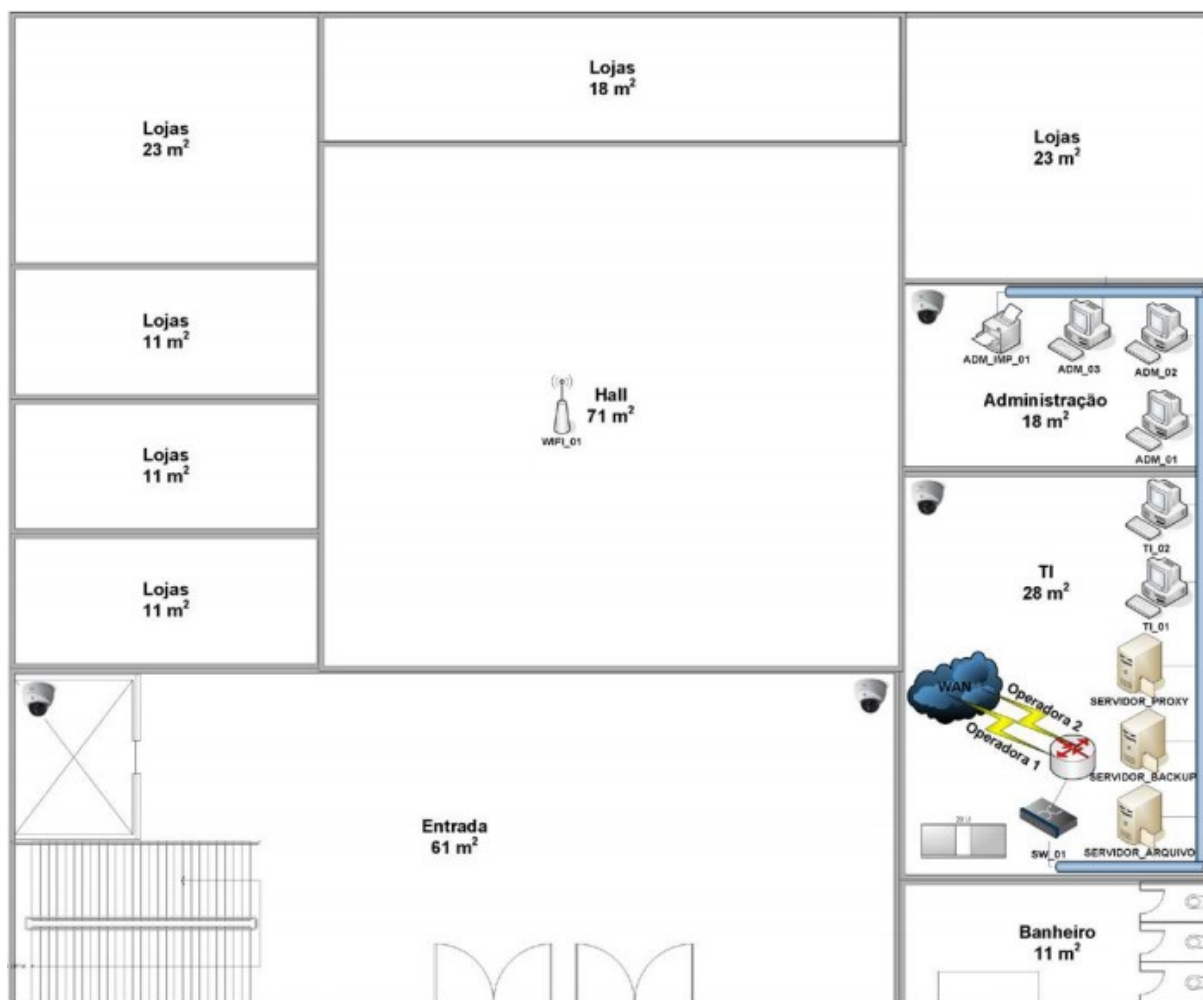 Lojas
18 m²
Lojas
23 m²
Lojas
23 m²
Lojas
11 m²
ADM_IMP_01
ADM_03
ADM_02
Hall
71 m²
WIFI_01
Administração
18 m²
ADM_01
Lojas
11 m²
TI_02
TI
28 m²
Lojas
11 m²
TI_01
WAN
Operadora 2
Operadora 1
SERVIDOR_PROXY
SERVIDOR_BACKUP
Entrada
61 m²
SW_01
SERVIDOR_ARQUIVO
Banheiro
11 m²